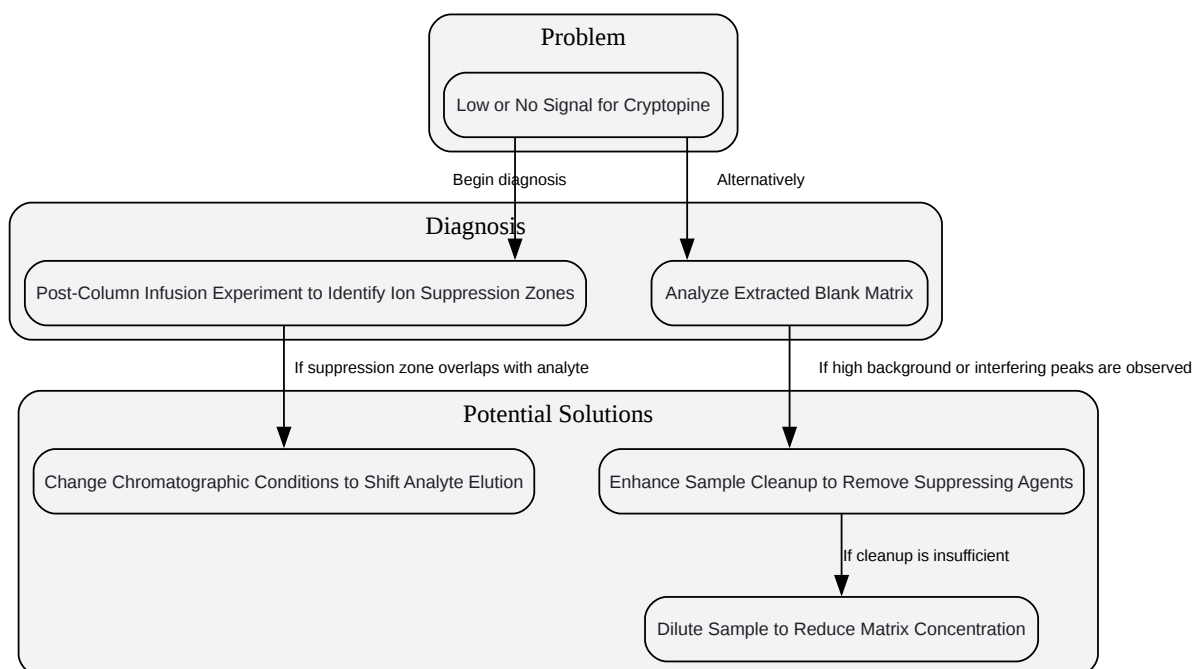 Problem
Low or No Signal for Cryptopine
Begin diagnosis
Alternatively
Diagnosis
Post-Column Infusion Experiment to Identify Ion Suppression Zones
Analyze Extracted Blank Matrix
If suppression zone overlaps with analyte
If high background or interfering peaks are observed
Potential Solutions
Change Chromatographic Conditions to Shift Analyte Elution
Enhance Sample Cleanup to Remove Suppressing Agents
If cleanup is insufficient
Dilute Sample to Reduce Matrix Concentration